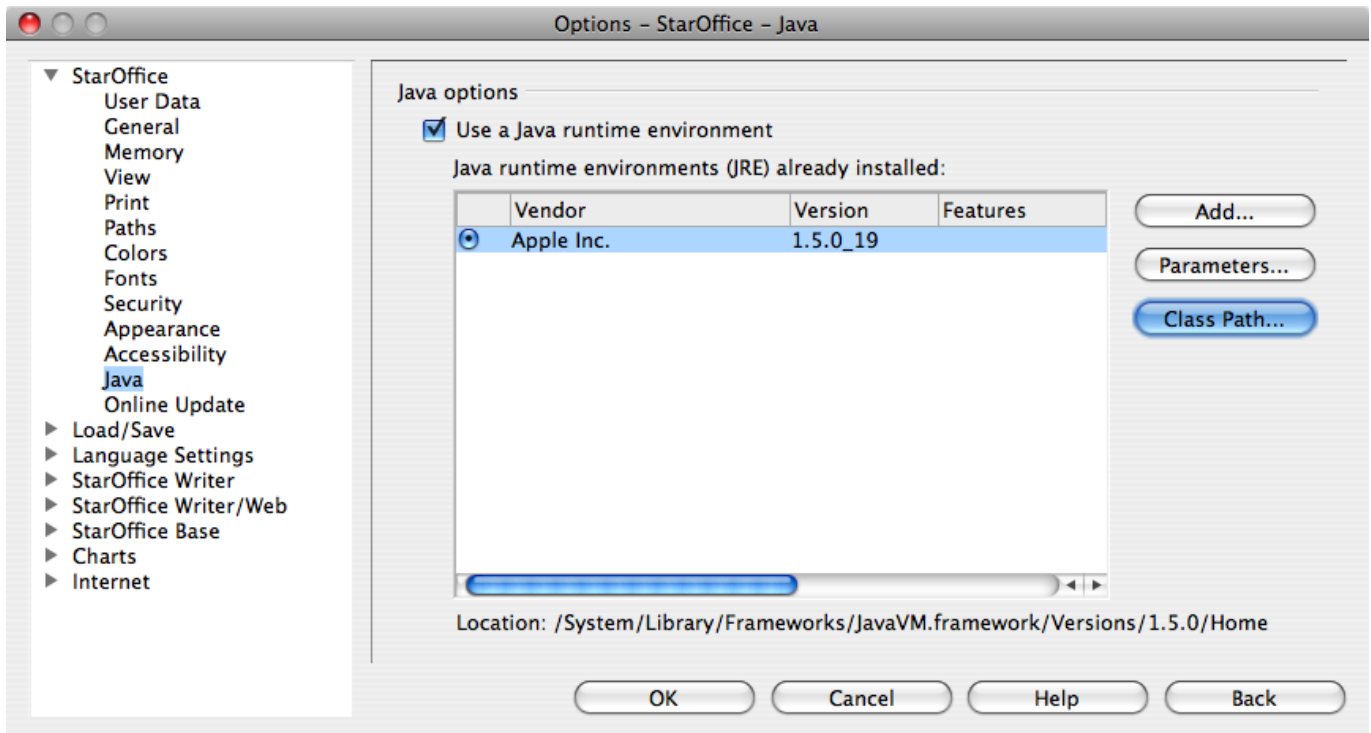 Options – StarOffice – Java
StarOffice
User Data
General
Memory
View
Print
Paths
Colors
Fonts
Security
Appearance
Accessibility
Java
Online Update
Load/Save
Language Settings
StarOffice Writer
StarOffice Writer/Web
StarOffice Base
Charts
Internet
Java options
Use a Java runtime environment
Java runtime environments (JRE) already installed:
Vendor Version Features
Apple Inc. 1.5.0_19
Add...
Parameters...
Class Path...
Location: /System/Library/Frameworks/JavaVM.framework/Versions/1.5.0/Home
OK Cancel Help Back